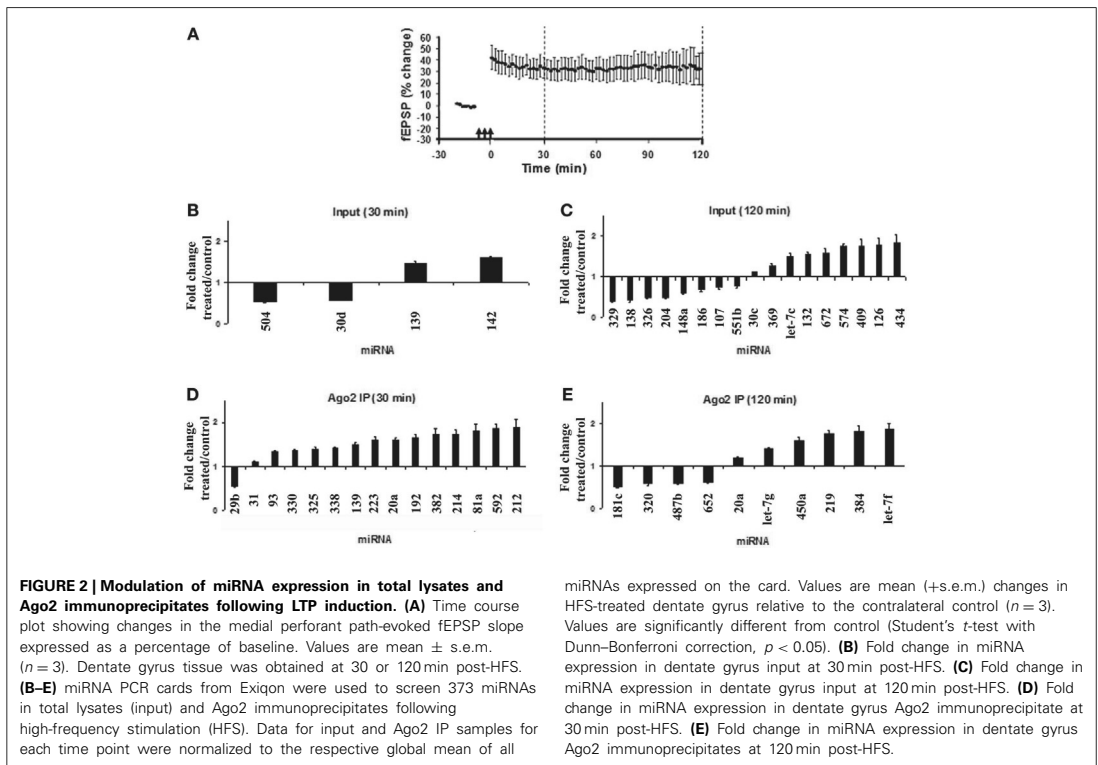 A
fEPSP (% change)
60
50
40
30
20
10
0
-10
-20
-30
-30 0 30 60 90 120
Time (min)
B
Input (30 min)
Fold change
treated/control
2
1
0
504 30d 139 142
miRNA
C
Input (120 min)
Fold change
treated/control
2
1
0
329 138 326 204 148a 186 107 551b 30c 369 let-7c 132 672 574 409 126 434
miRNA
D
Ago2 IP (30 min)
Fold change
treated/control
2
1
0
29b 31 93 330 325 338 139 223 20a 192 382 214 81a 592 212
miRNA
E
Ago2 IP (120 min)
Fold change
treated/control
2
1
0
181c 320 487b 652 20a let-7g 450a 219 384 let-7f
miRNA
FIGURE 2 | Modulation of miRNA expression in total lysates and
Ago2 immunoprecipitates following LTP induction. (A) Time course
plot showing changes in the medial perforant path-evoked fEPSP slope
expressed as a percentage of baseline. Values are mean ± s.e.m.
(n = 3). Dentate gyrus tissue was obtained at 30 or 120 min post-HFS.
(B–E) miRNA PCR cards from Exiqon were used to screen 373 miRNAs
in total lysates (input) and Ago2 immunoprecipitates following
high-frequency stimulation (HFS). Data for input and Ago2 IP samples for
each time point were normalized to the respective global mean of all
miRNAs expressed on the card. Values are mean (+s.e.m.) changes in
HFS-treated dentate gyrus relative to the contralateral control (n = 3).
Values are significantly different from control (Student's t-test with
Dunn–Bonferroni correction, p < 0.05). (B) Fold change in miRNA
expression in dentate gyrus input at 30 min post-HFS. (C) Fold change in
miRNA expression in dentate gyrus input at 120 min post-HFS. (D) Fold
change in miRNA expression in dentate gyrus Ago2 immunoprecipitate at
30 min post-HFS. (E) Fold change in miRNA expression in dentate gyrus
Ago2 immunoprecipitates at 120 min post-HFS.